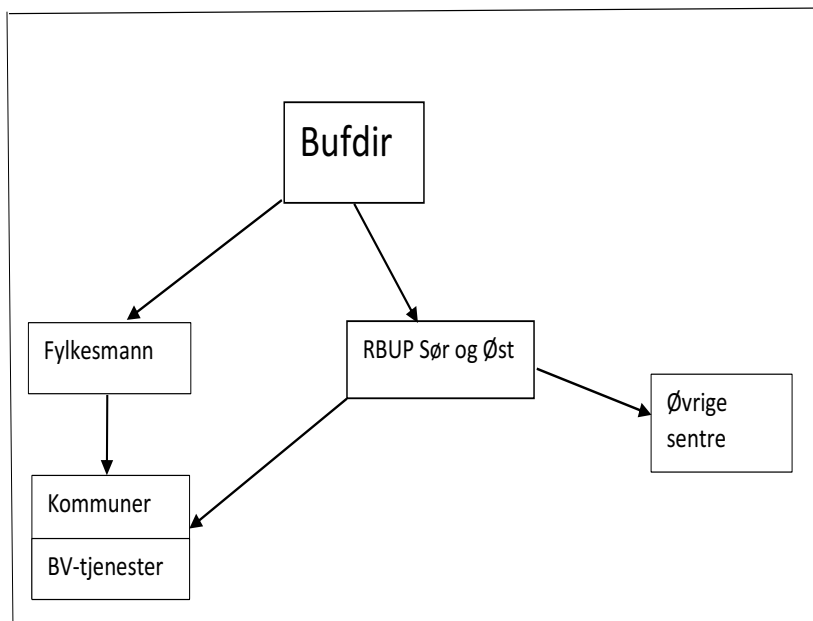 Bufdir
Fylkesmann
RBUP Sør og Øst
Øvrige
sentre
Kommuner
BV-tjenester